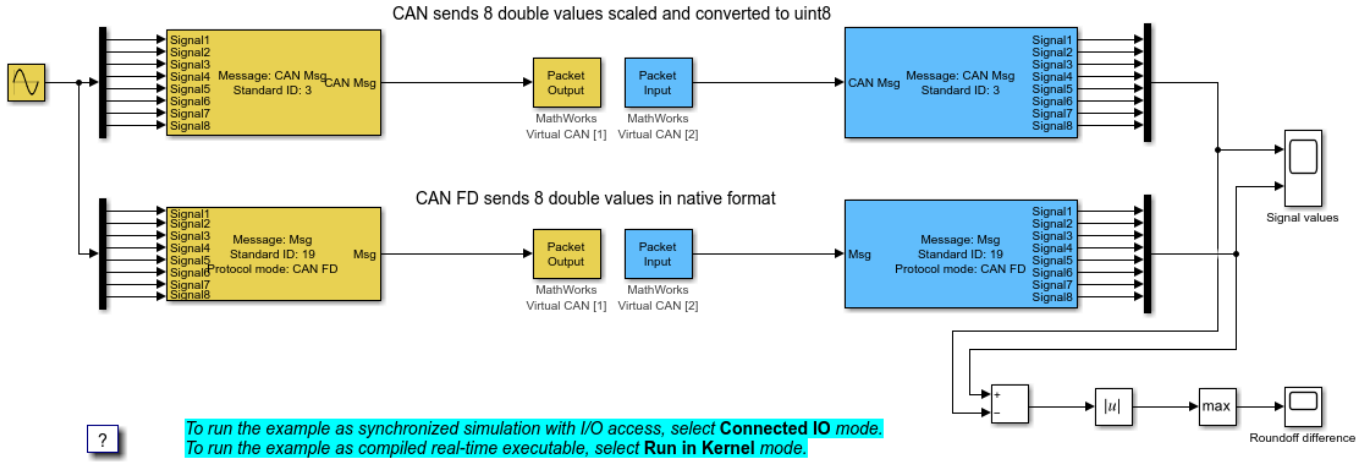 CAN sends 8 double values scaled and converted to uint8
Signal1
Signal2
Signal3
Signal4
Signal5
Signal6
Signal7
Signal8
Message: CAN Msg
Standard ID: 3
CAN Msg
Packet
Output
MathWorks
Virtual CAN [1]
Packet
Input
MathWorks
Virtual CAN [2]
CAN Msg
Message: CAN Msg
Standard ID: 3
Signal1
Signal2
Signal3
Signal4
Signal5
Signal6
Signal7
Signal8
Signal values
CAN FD sends 8 double values in native format
Signal1
Signal2
Signal3
Signal4
Signal5
Signal6
Signal7
Signal8
Message: Msg
Standard ID: 19
Protocol mode: CAN FD
Msg
Packet
Output
MathWorks
Virtual CAN [1]
Packet
Input
MathWorks
Virtual CAN [2]
Msg
Message: Msg
Standard ID: 19
Protocol mode: CAN FD
Signal1
Signal2
Signal3
Signal4
Signal5
Signal6
Signal7
Signal8
+
−
|u|
max
Roundoff difference
?
To run the example as synchronized simulation with I/O access, select Connected IO mode.
To run the example as compiled real-time executable, select Run in Kernel mode.